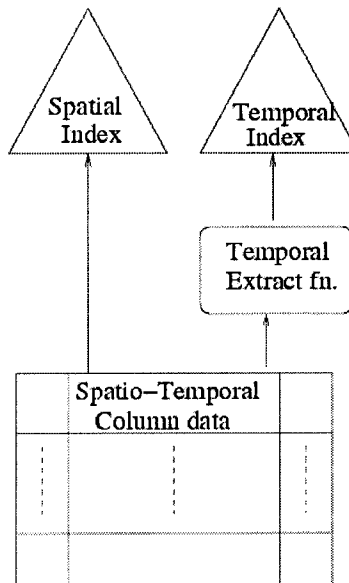 Spatial
Index
Temporal
Index
Temporal
Extract fn.
Spatio–Temporal
Column data